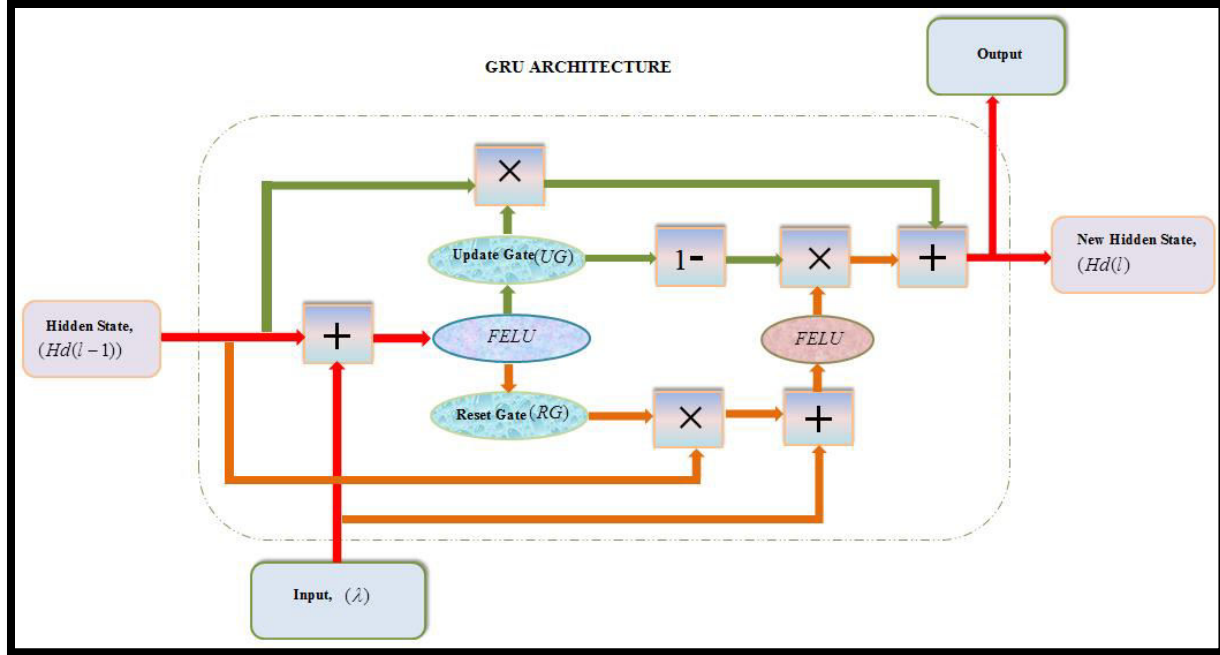 GRU ARCHITECTURE
Output
×
Update Gate(UG)
1-
×
+
New Hidden State,
(Hd(l)
Hidden State,
(Hd(l−1))
+
FELU
FELU
Reset Gate(RG)
×
+
Input, (λ)